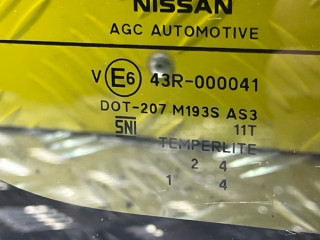 NISSAN
AGC AUTOMOTIVE
V E6 43R-000041
DOT-207 M193S AS3
SNI 11T
TEMPERLITE
2 4
1 4